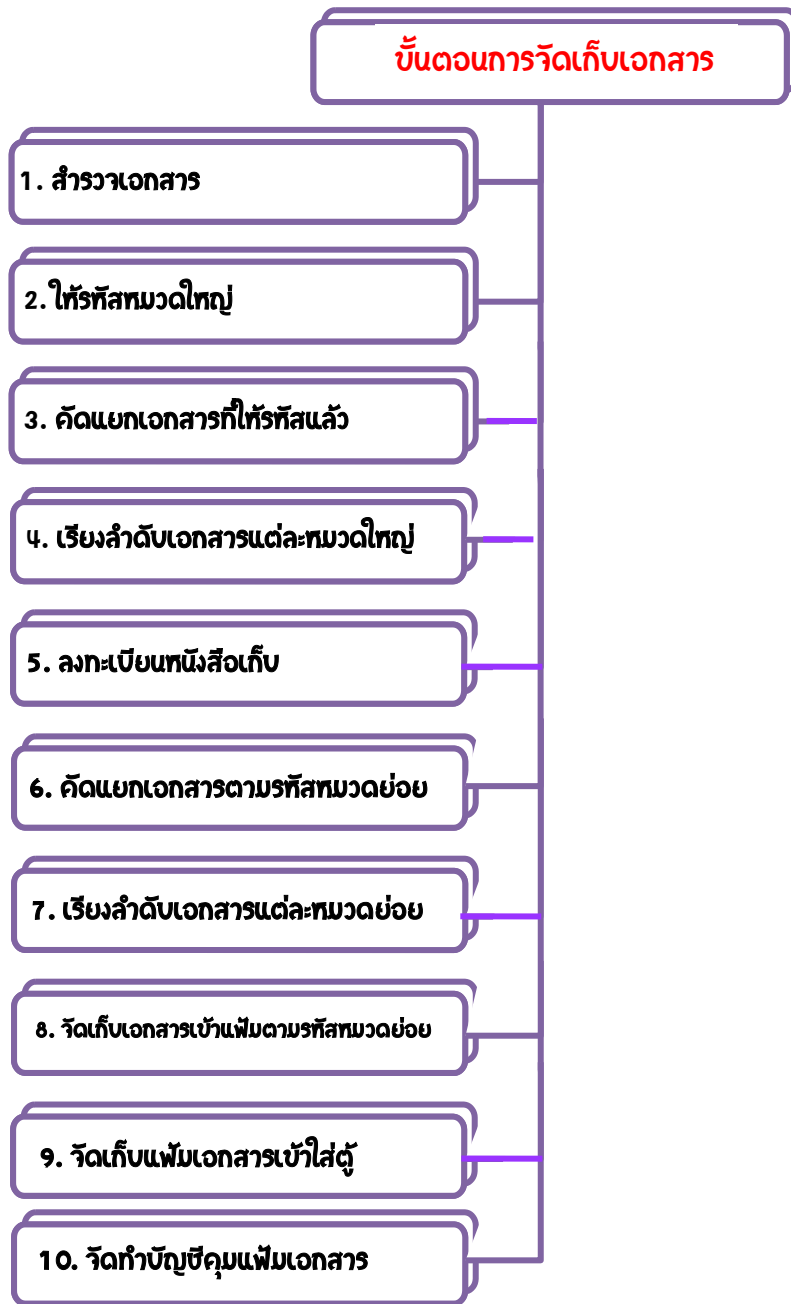 ขั้นตอนการจัดเก็บเอกสาร
1. สำรวจเอกสาร
2. ให้รหัสหมวดใหญ่
3. คัดแยกเอกสารที่ให้รหัสแล้ว
4. เรียงลำดับเอกสารแต่ละหมวดใหญ่
5. ลงทะเบียนหนังสือเก็บ
6. คัดแยกเอกสารตามรหัสหมวดย่อย
7. เรียงลำดับเอกสารแต่ละหมวดย่อย
8. จัดเก็บเอกสารเข้าแฟ้มตามรหัสหมวดย่อย
9. จัดเก็บแฟ้มเอกสารเข้าใส่ตู้
10. จัดทำบัญชีคุมแฟ้มเอกสาร